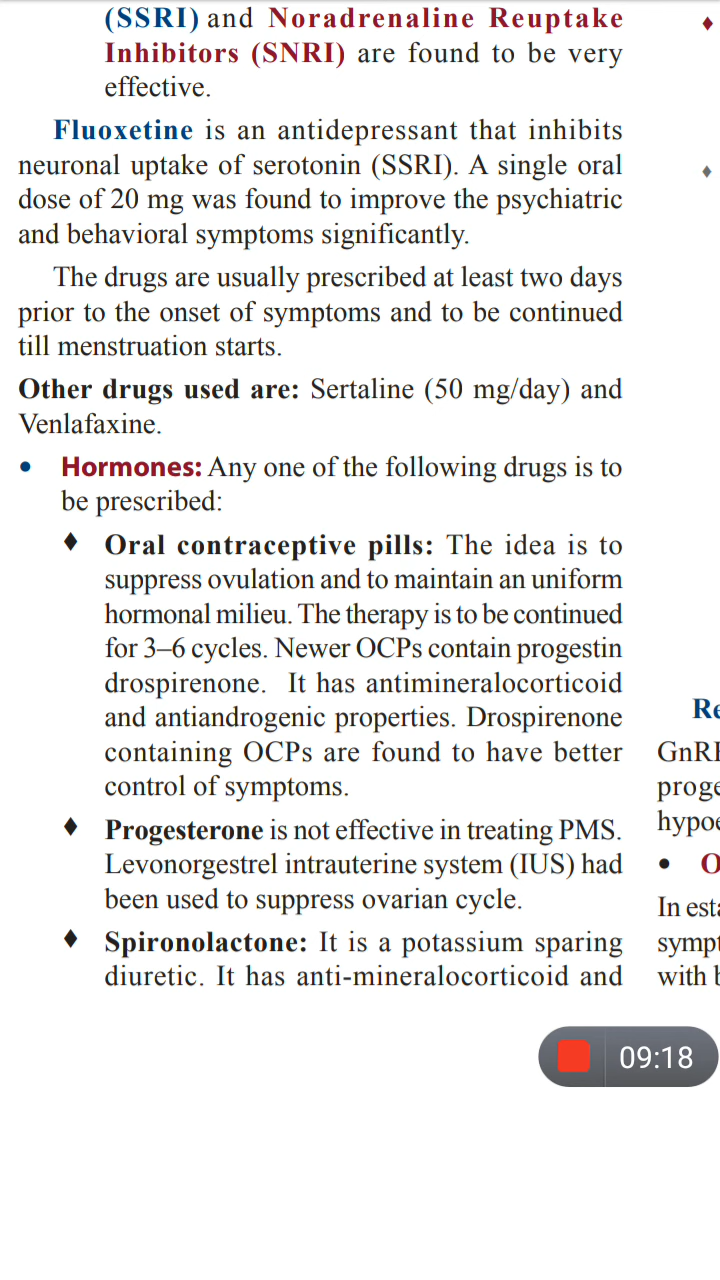 (SSRI) and Noradrenaline Reuptake
Inhibitors (SNRI) are found to be very
effective.
Fluoxetine is an antidepressant that inhibits
neuronal uptake of serotonin (SSRI). A single oral
dose of 20 mg was found to improve the psychiatric
and behavioral symptoms significantly.
The drugs are usually prescribed at least two days
prior to the onset of symptoms and to be continued
till menstruation starts.
Other drugs used are: Sertaline (50 mg/day) and
Venlafaxine.
• Hormones: Any one of the following drugs is to
be prescribed:
♦ Oral contraceptive pills: The idea is to
suppress ovulation and to maintain an uniform
hormonal milieu. The therapy is to be continued
for 3–6 cycles. Newer OCPs contain progestin
drospirenone. It has antimineralocorticoid
and antiandrogenic properties. Drospirenone
containing OCPs are found to have better
control of symptoms.
♦ Progesterone is not effective in treating PMS.
Levonorgestrel intrauterine system (IUS) had
been used to suppress ovarian cycle.
♦ Spironolactone: It is a potassium sparing
diuretic. It has anti-mineralocorticoid and
♦
♦
Re
GnR
proge
hypoe
•
In esta
sympt
with
09:18